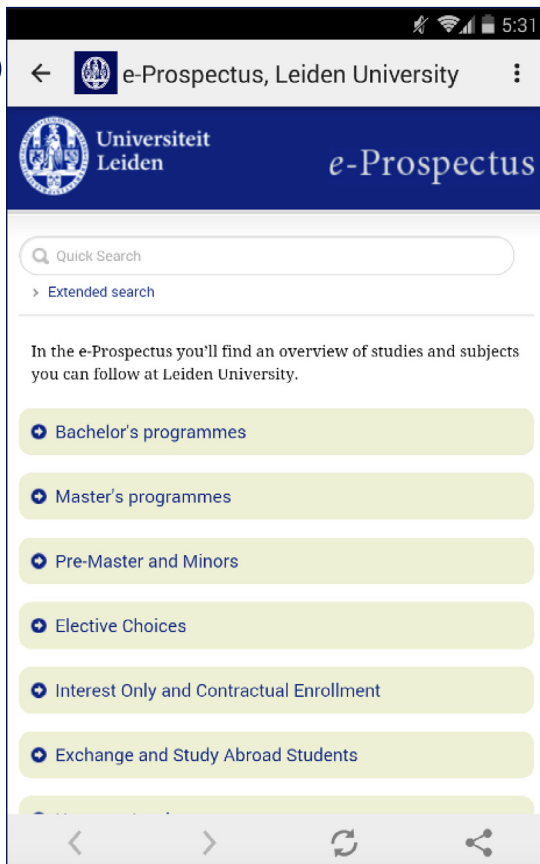 5:31
e-Prospectus, Leiden University
Universiteit
Leiden
e-Prospectus
Quick Search
Extended search
In the e-Prospectus you'll find an overview of studies and subjects
you can follow at Leiden University.
Bachelor's programmes
Master's programmes
Pre-Master and Minors
Elective Choices
Interest Only and Contractual Enrollment
Exchange and Study Abroad Students